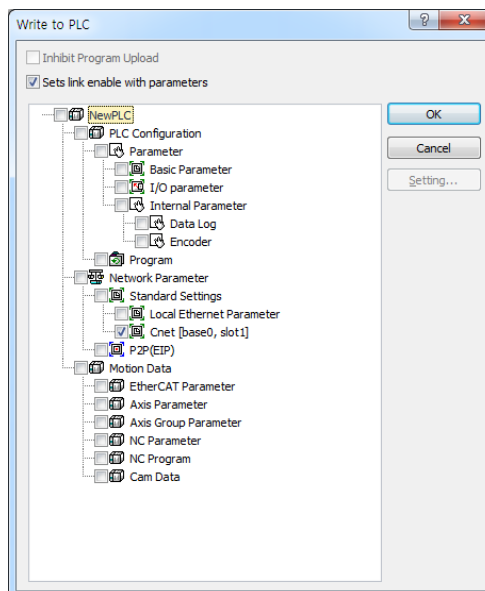 Write to PLC
Inhibit Program Upload
Sets link enable with parameters
NewPLC
OK
PLC Configuration
Parameter
Cancel
Basic Parameter
I/O parameter
Setting...
Internal Parameter
Data Log
Encoder
Program
Network Parameter
Standard Settings
Local Ethernet Parameter
Cnet [base0, slot1]
P2P(EIP)
Motion Data
EtherCAT Parameter
Axis Parameter
Axis Group Parameter
NC Parameter
NC Program
Cam Data